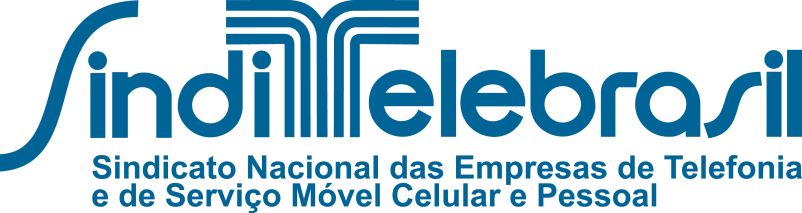 SindiTelebrasil
Sindicato Nacional das Empresas de Telefonia
e de Serviço Móvel Celular e Pessoal